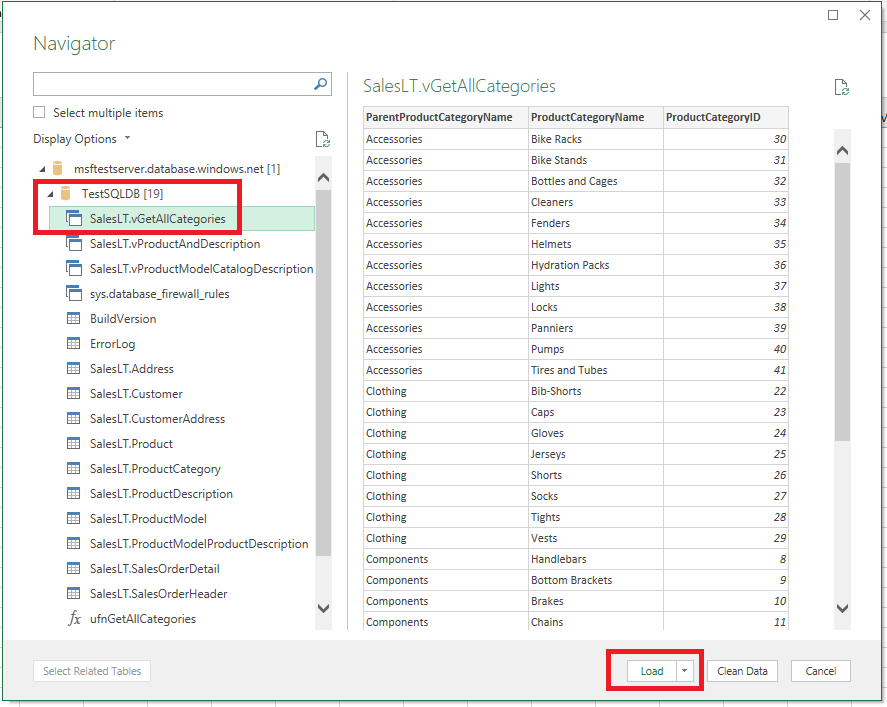 Navigator
Select multiple items
Display Options
msftestserver.database.windows.net [1]
TestSQLDB [19]
SalesLT.vGetAllCategories
SalesLT.vProductAndDescription
SalesLT.vProductModelCatalogDescription
sys.database_firewall_rules
BuildVersion
ErrorLog
SalesLT.Address
SalesLT.Customer
SalesLT.CustomerAddress
SalesLT.Product
SalesLT.ProductCategory
SalesLT.ProductDescription
SalesLT.ProductModel
SalesLT.ProductModelProductDescription
SalesLT.SalesOrderDetail
SalesLT.SalesOrderHeader
fx ufnGetAllCategories
SalesLT.vGetAllCategories
ParentProductCategoryName ProductCategoryName ProductCategoryID
Accessories Bike Racks 30
Accessories Bike Stands 31
Accessories Bottles and Cages 32
Accessories Cleaners 33
Accessories Fenders 34
Accessories Helmets 35
Accessories Hydration Packs 36
Accessories Lights 37
Accessories Locks 38
Accessories Panniers 39
Accessories Pumps 40
Accessories Tires and Tubes 41
Clothing Bib-Shorts 22
Clothing Caps 23
Clothing Gloves 24
Clothing Jerseys 25
Clothing Shorts 26
Clothing Socks 27
Clothing Tights 28
Clothing Vests 29
Components Handlebars 8
Components Bottom Brackets 9
Components Brakes 10
Components Chains 11
Select Related Tables
Load
Clean Data
Cancel